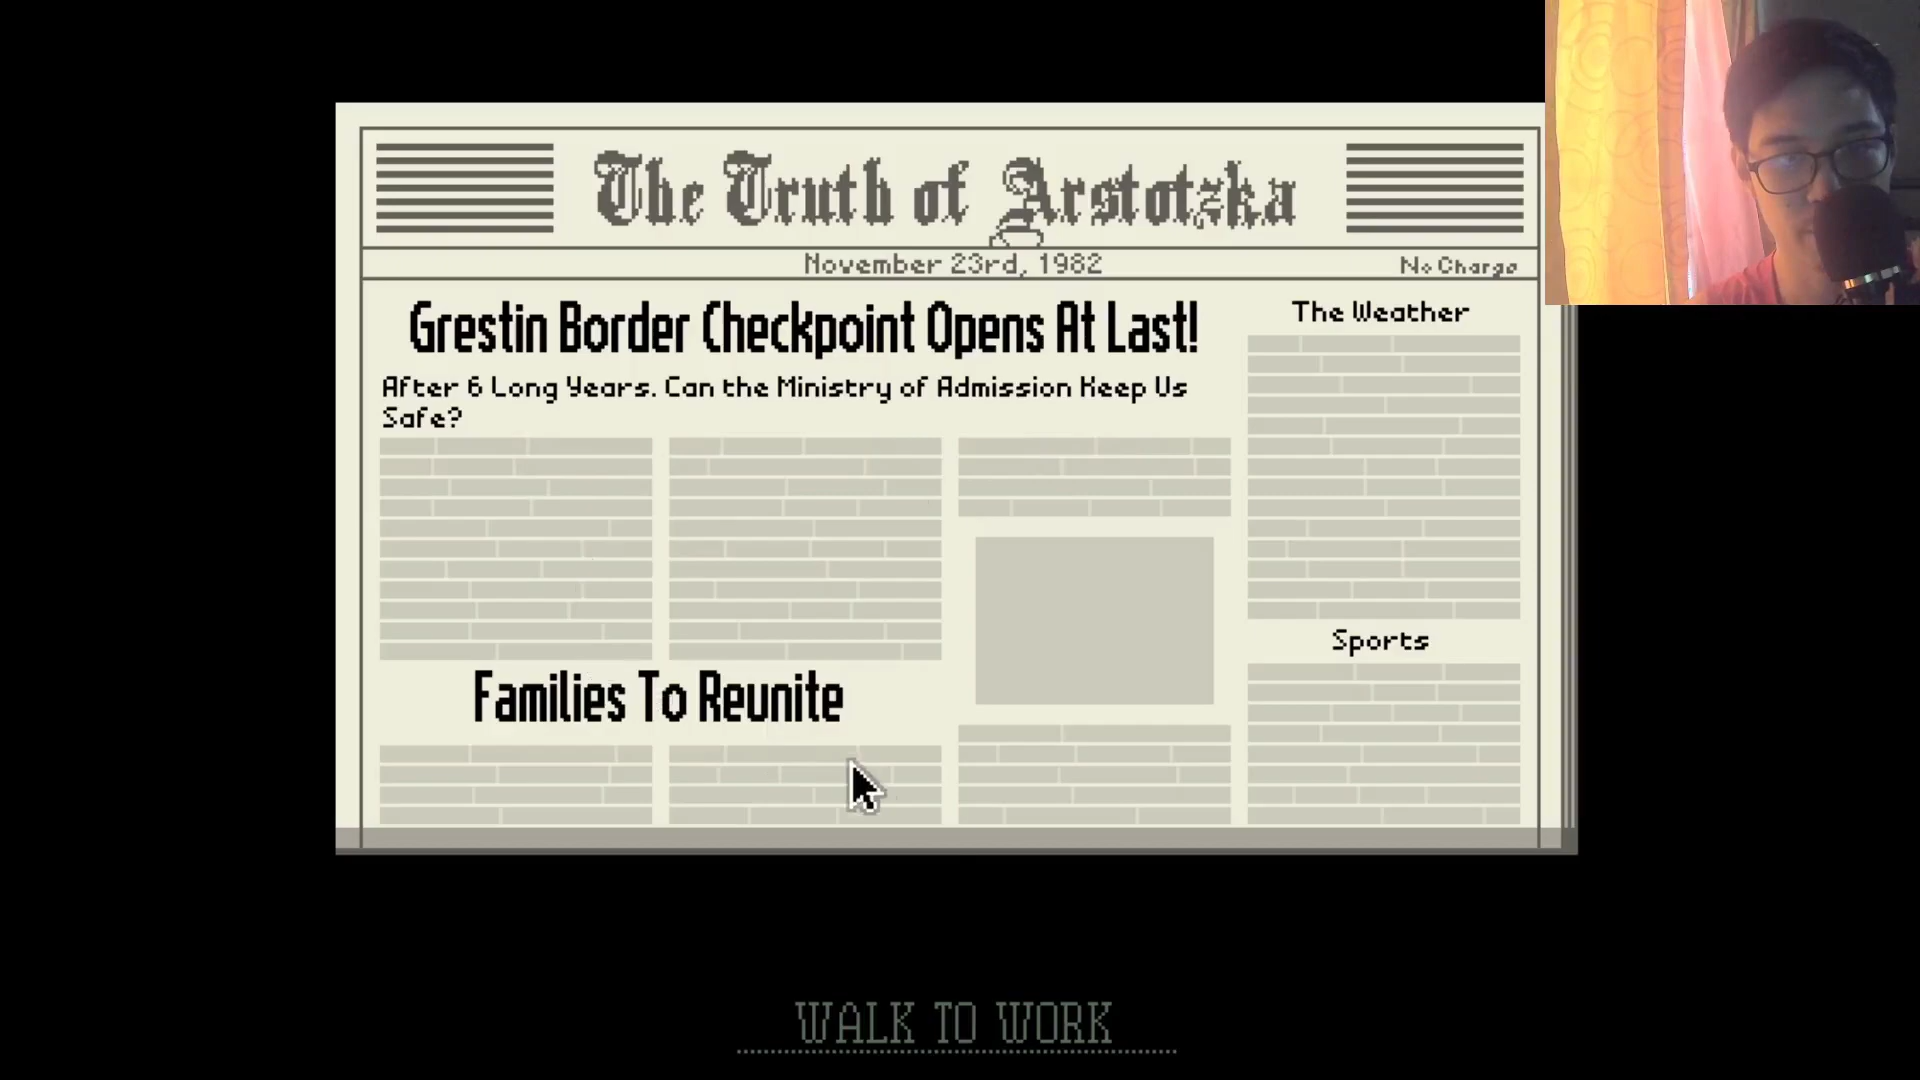 The Truth of Arstotzka
November 23rd, 1982
No Charge
Grestin Border Checkpoint Opens At Last!
After 6 Long Years. Can the Ministry of Admission Keep Us
Safe?
The Weather
Sports
Families To Reunite
WALK TO WORK